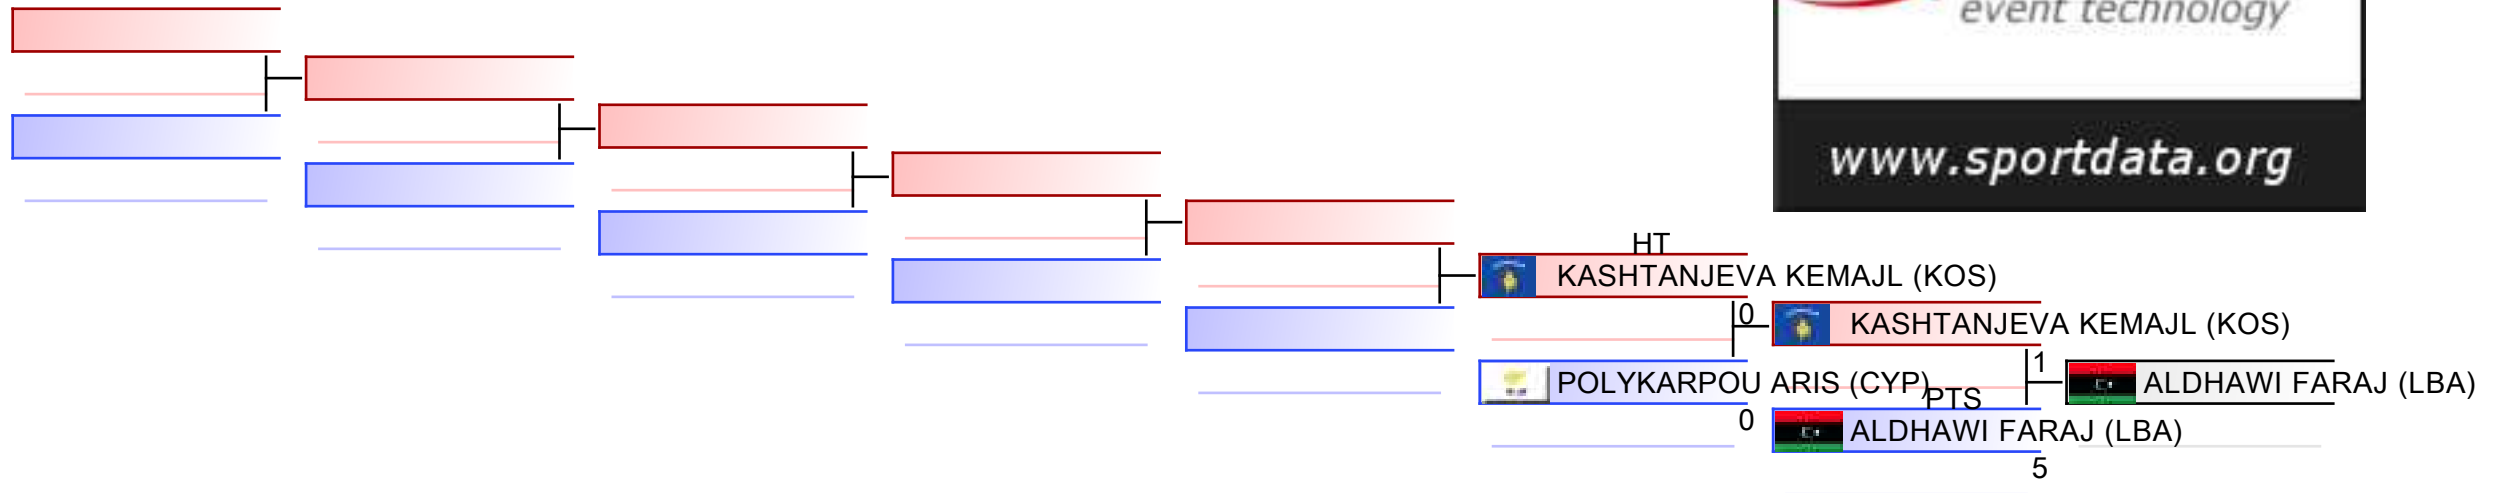 event technology
www.sportdata.org
HT
KASHTANJEVA KEMAJL (KOS)
0
KASHTANJEVA KEMAJL (KOS)
1
POLYKARPOU ARIS (CYP)
ALDHAWI FARAJ (LBA)
PTS
0
ALDHAWI FARAJ (LBA)
5